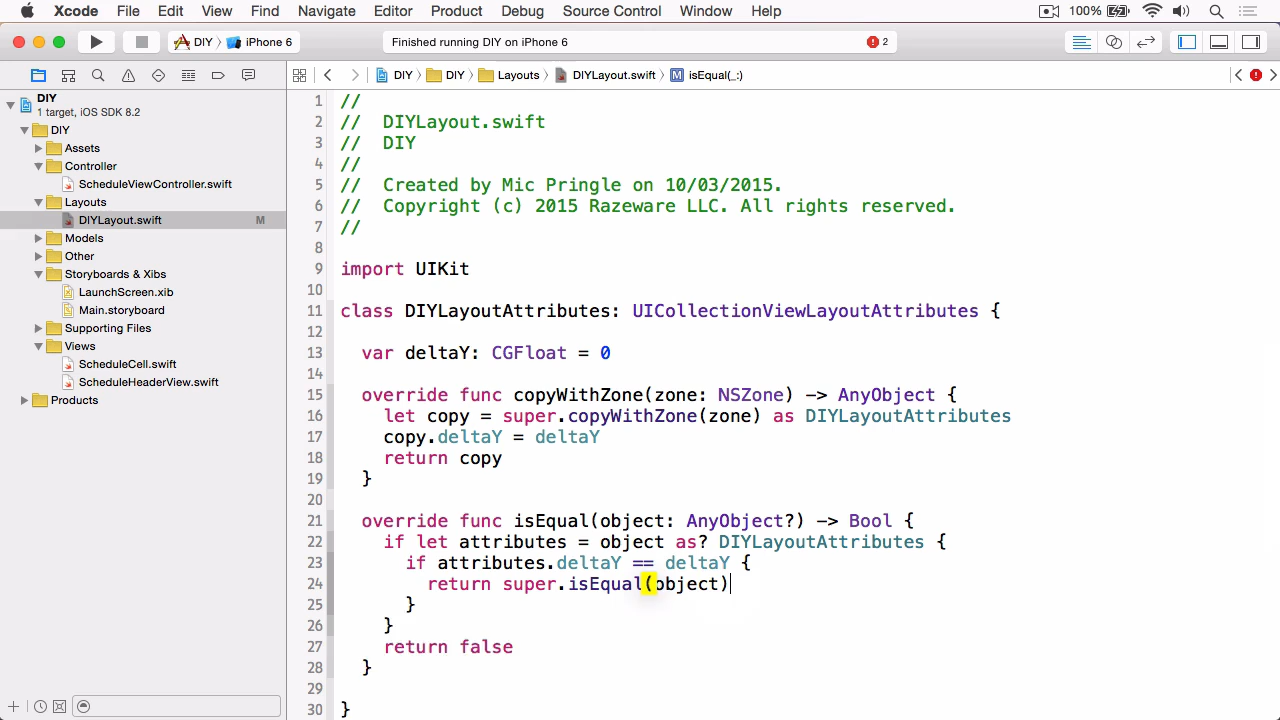 Xcode File Edit View Find Navigate Editor Product Debug Source Control Window Help 100%
DIY iPhone 6 Finished running DIY on iPhone 6 2
DIY DIY Layouts DIYLayout.swift M isEqual(_:)
DIY
1 target, iOS SDK 8.2
DIY
Assets
Controller
ScheduleViewController.swift
Layouts
DIYLayout.swift M
Models
Other
Storyboards & Xibs
LaunchScreen.xib
Main.storyboard
Supporting Files
Views
ScheduleCell.swift
ScheduleHeaderView.swift
Products
1 //
2 // DIYLayout.swift
3 // DIY
4 //
5 // Created by Mic Pringle on 10/03/2015.
6 // Copyright (c) 2015 Razeware LLC. All rights reserved.
7 //
8
9 import UIKit
10
11 class DIYLayoutAttributes: UICollectionViewLayoutAttributes {
12
13 var deltaY: CGFloat = 0
14
15 override func copyWithZone(zone: NSZone) -> AnyObject {
16 let copy = super.copyWithZone(zone) as DIYLayoutAttributes
17 copy.deltaY = deltaY
18 return copy
19 }
20
21 override func isEqual(object: AnyObject?) -> Bool {
22 if let attributes = object as? DIYLayoutAttributes {
23 if attributes.deltaY == deltaY {
24 return super.isEqual(object)
25 }
26 }
27 return false
28 }
29
30 }